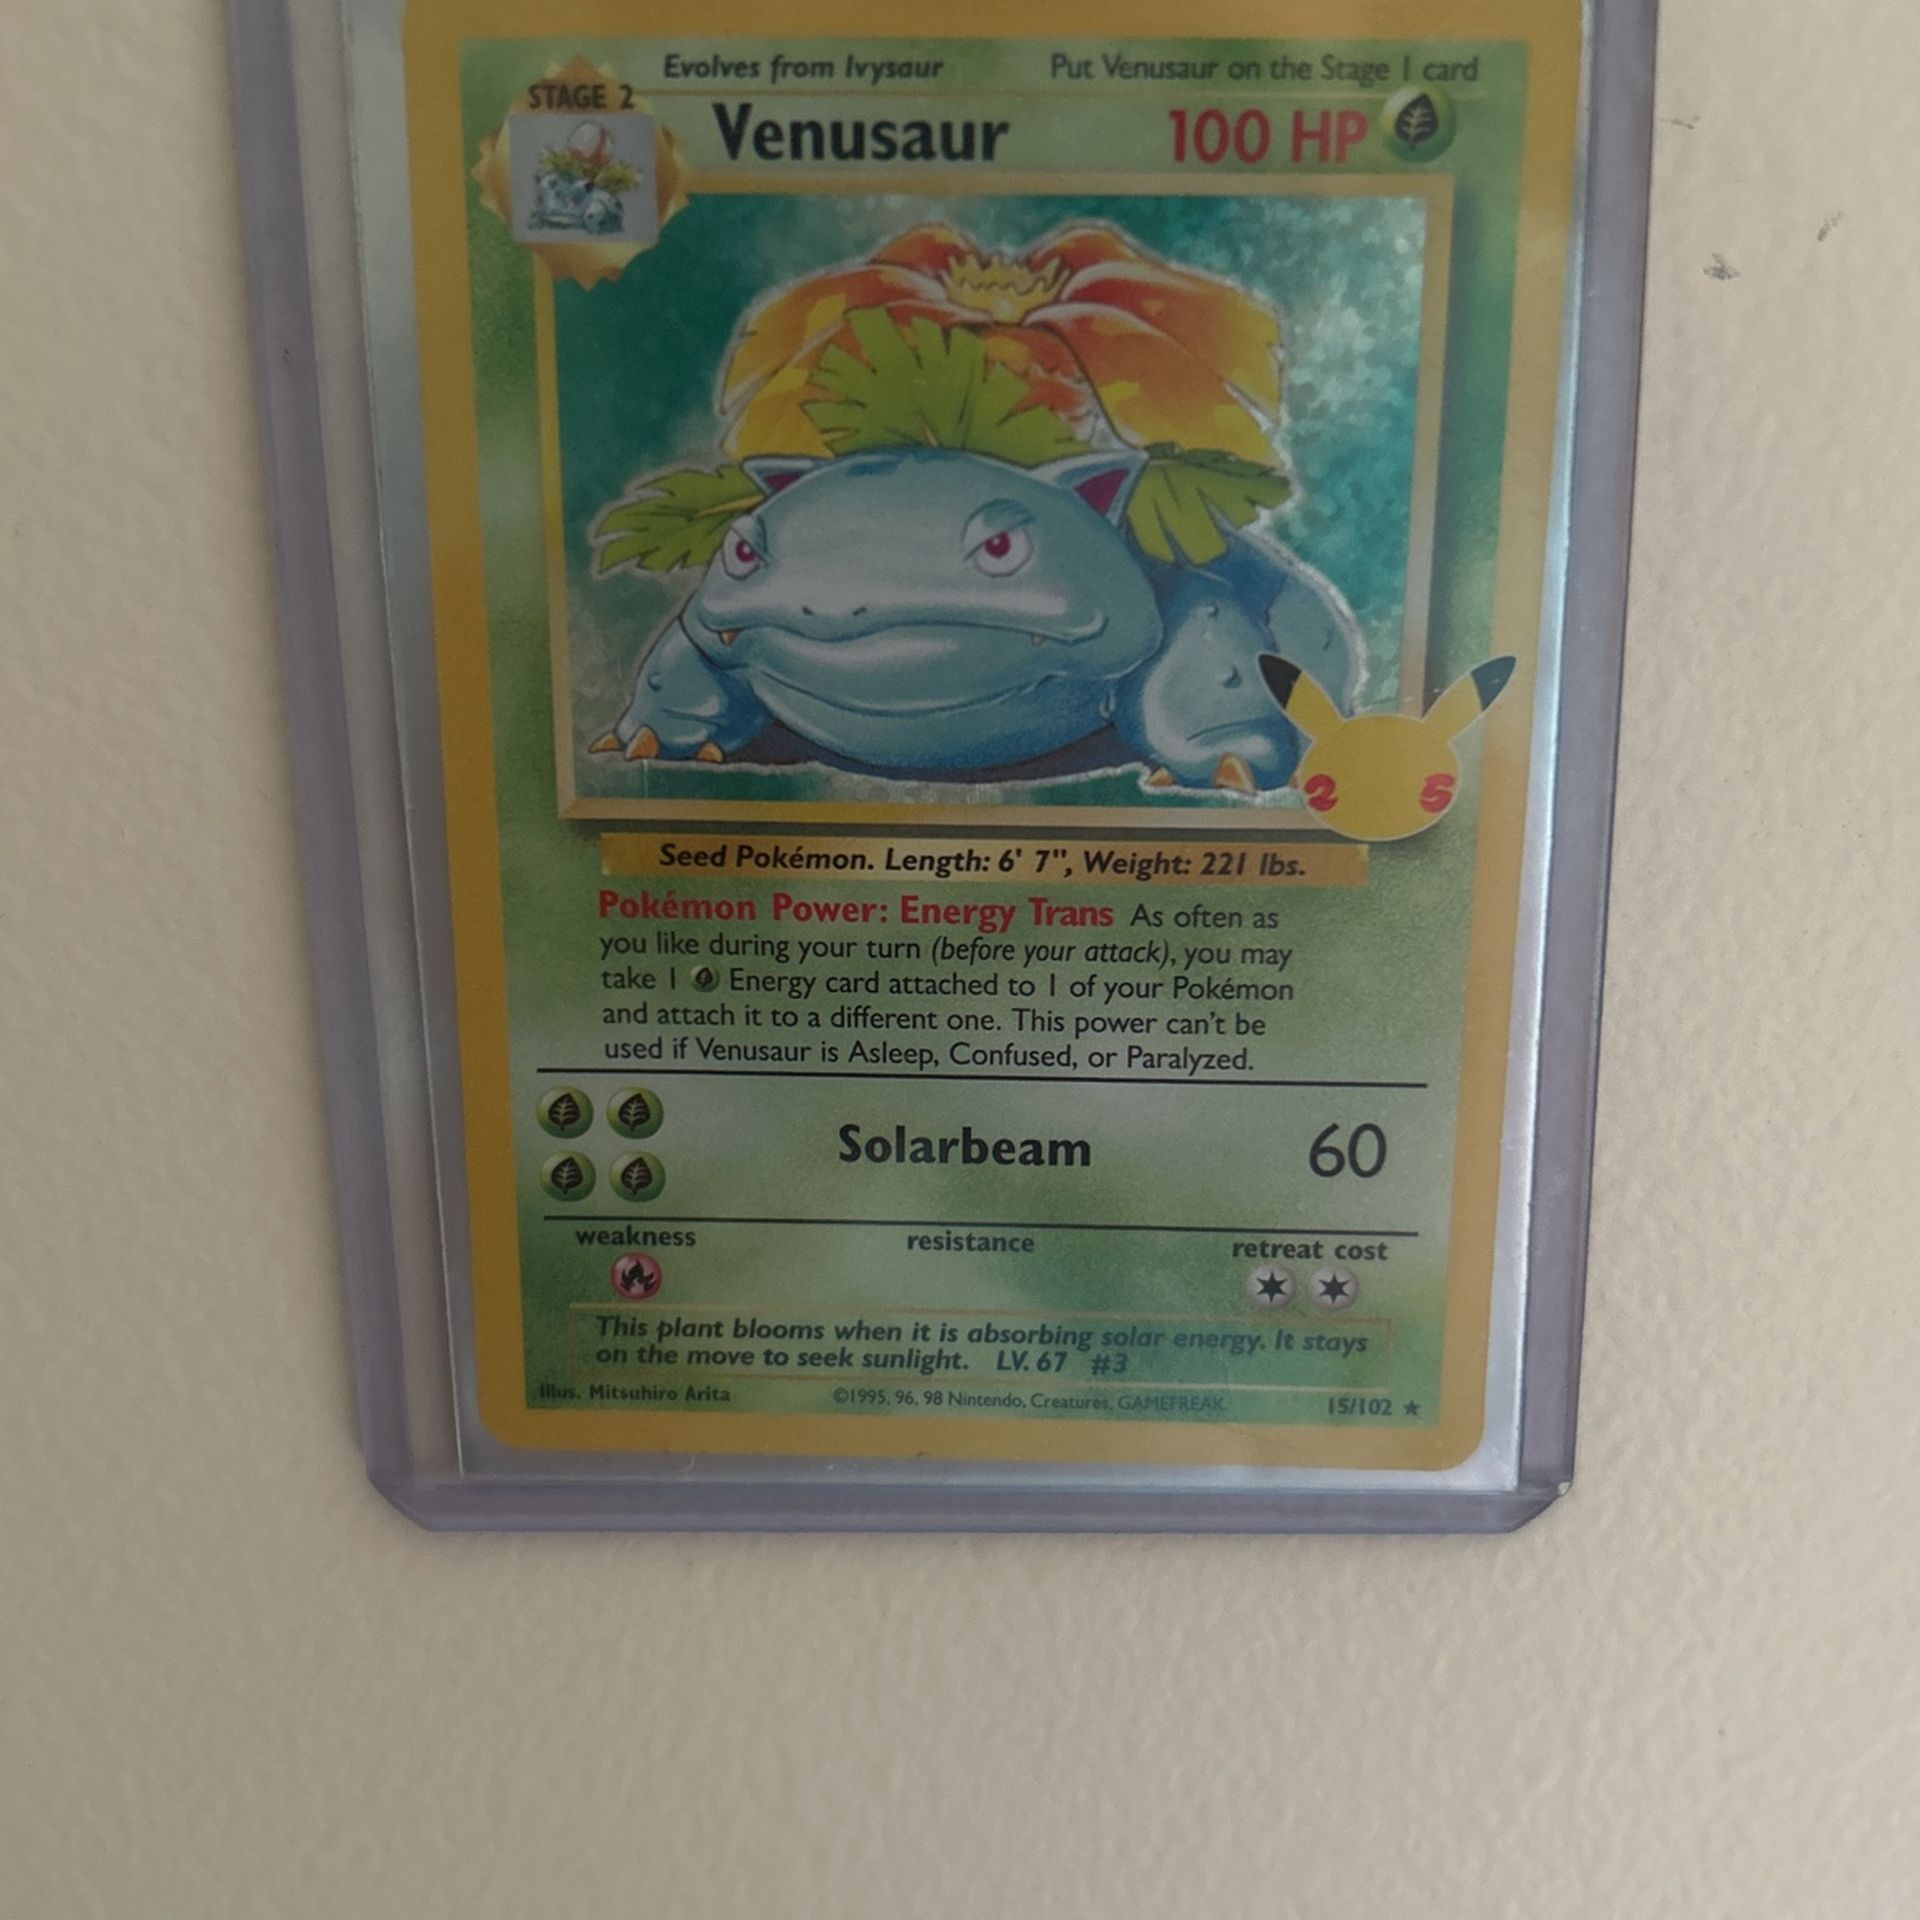 Evolves from Ivysaur Put Venusaur on the Stage 1 card
STAGE 2
Venusaur 100 HP
25
Seed Pokémon. Length: 6' 7", Weight: 221 lbs.
Pokémon Power: Energy Trans As often as
you like during your turn (before your attack), you may
take 1 Energy card attached to 1 of your Pokémon
and attach it to a different one. This power can't be
used if Venusaur is Asleep, Confused, or Paralyzed.
Solarbeam 60
weakness resistance retreat cost
This plant blooms when it is absorbing solar energy. It stays
on the move to seek sunlight. LV. 67 #3
Illus. Mitsuhiro Arita ©1995, 96, 98 Nintendo, Creatures, GAMEFREAK 15/102 ★